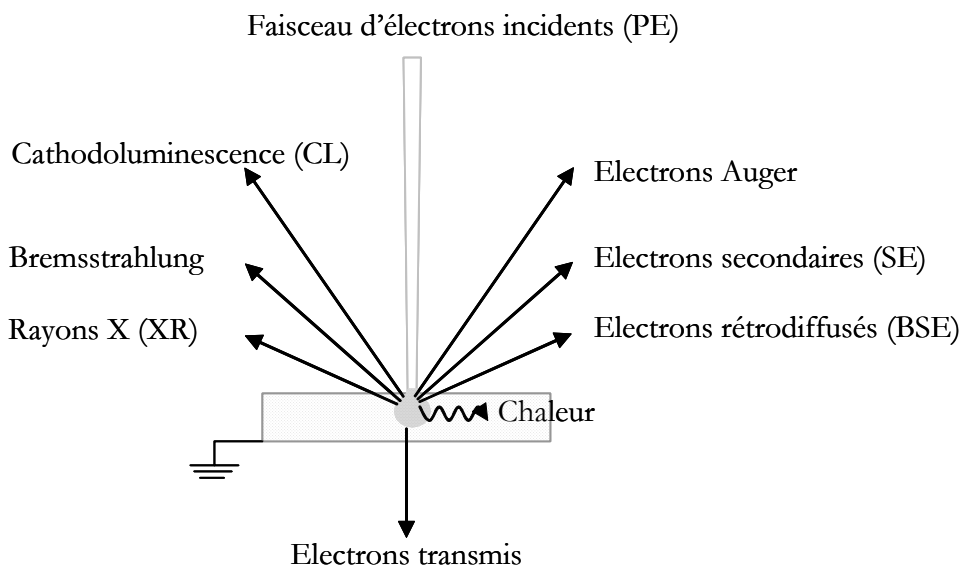 Faisceau d’électrons incidents (PE)
Cathodoluminescence (CL)
Electrons Auger
Bremsstrahlung
Electrons secondaires (SE)
Rayons X (XR)
Electrons rétrodiffusés (BSE)
Chaleur
Electrons transmis